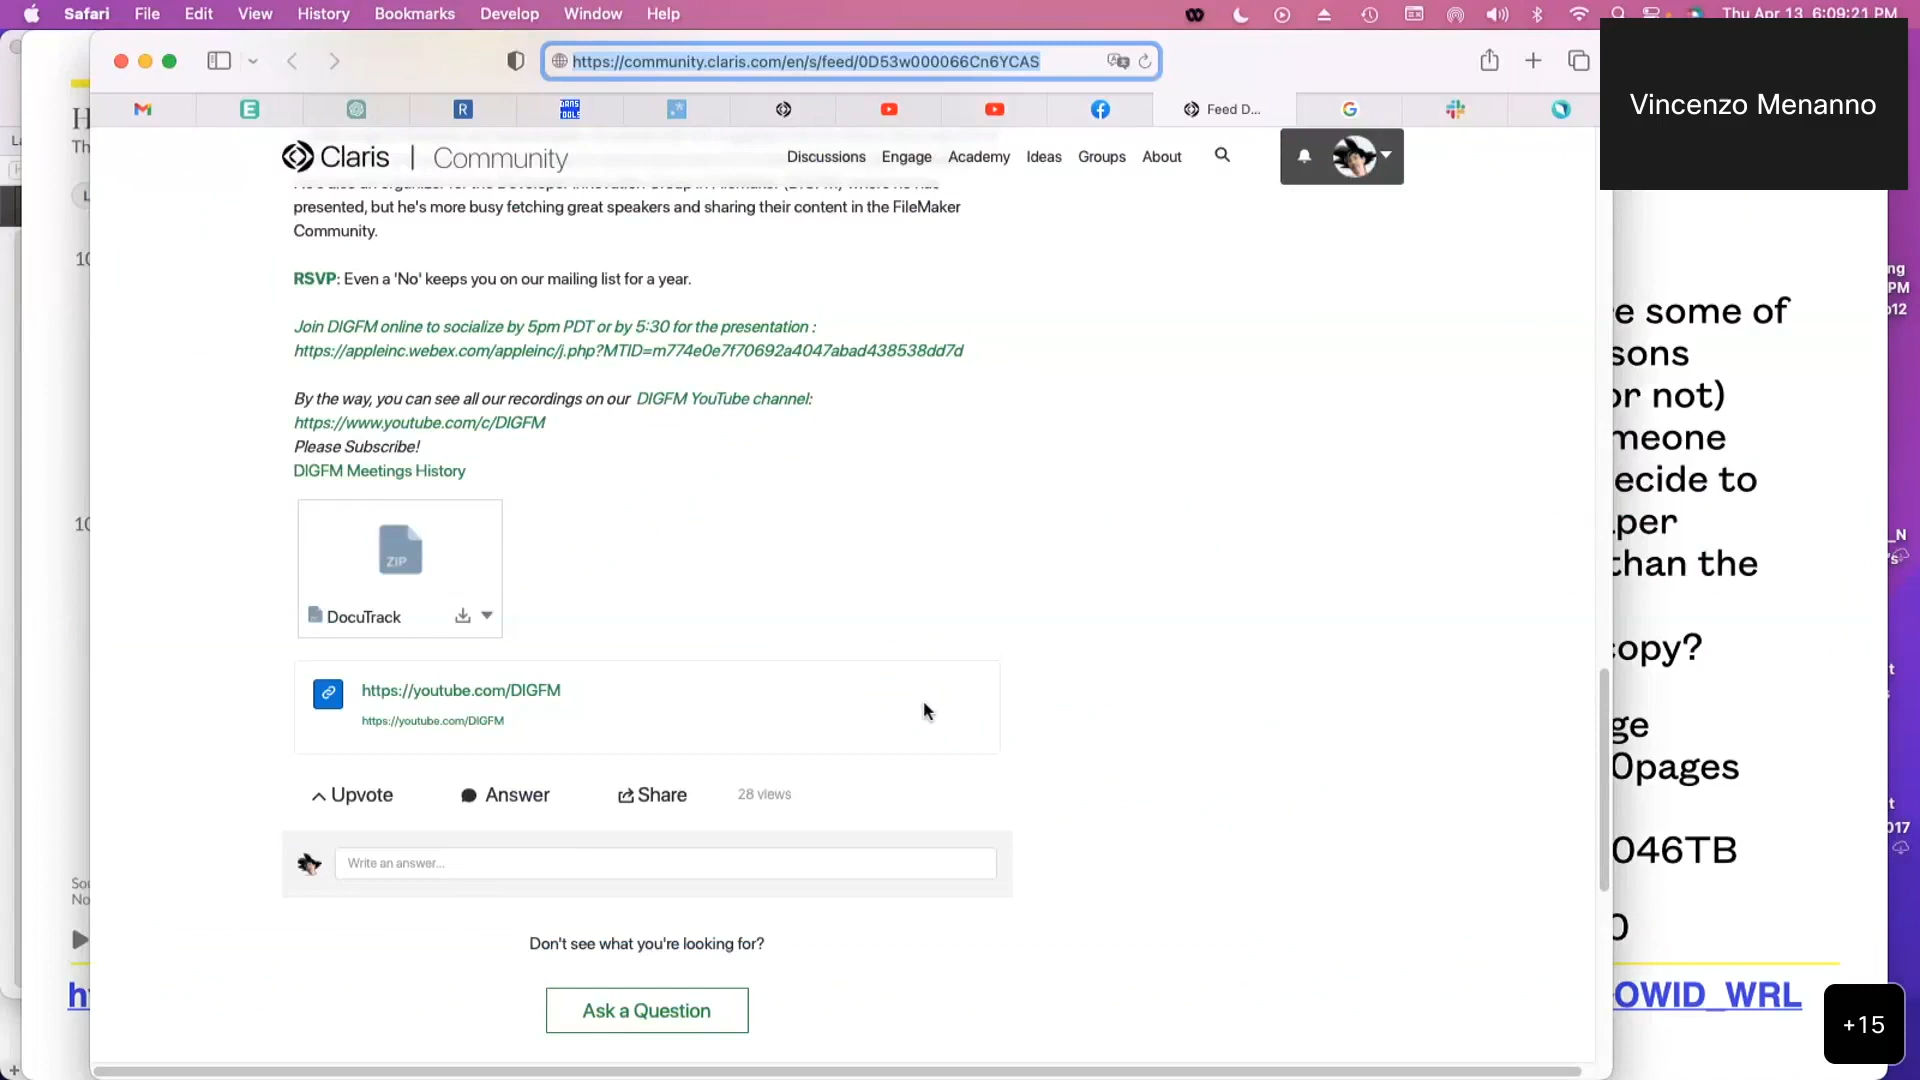 Safari File Edit View History Bookmarks Develop Window Help
Thu Apr 13 6:09:21 PM
https://community.claris.com/en/s/feed/0D53w000066Cn6YCAS
Feed D...
Vincenzo Menanno
Claris | Community
Discussions Engage Academy Ideas Groups About
presented, but he's more busy fetching great speakers and sharing their content in the FileMaker
Community.
RSVP: Even a 'No' keeps you on our mailing list for a year.
Join DIGFM online to socialize by 5pm PDT or by 5:30 for the presentation :
https://appleinc.webex.com/appleinc/j.php?MTID=m774e0e7f70692a4047abad438538dd7d
By the way, you can see all our recordings on our DIGFM YouTube channel:
https://www.youtube.com/c/DIGFM
Please Subscribe!
DIGFM Meetings History
ZIP
DocuTrack
https://youtube.com/DIGFM
https://youtube.com/DIGFM
Upvote Answer Share 28 views
Write an answer...
Don't see what you're looking for?
Ask a Question
e some of
sons
or not)
meone
ecide to
per
than the
copy?
ge
0pages
046TB
0
OWID_WRL
+15